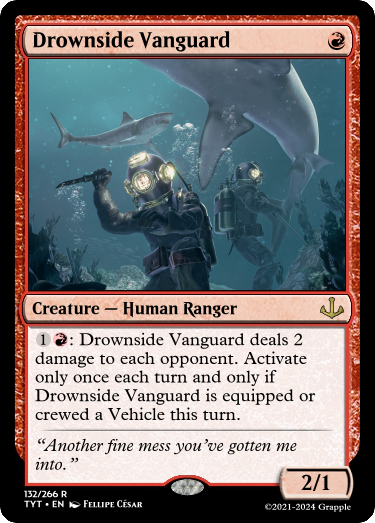 Drownside Vanguard
Creature — Human Ranger
1: Drownside Vanguard deals 2
damage to each opponent. Activate
only once each turn and only if
Drownside Vanguard is equipped or
crewed a Vehicle this turn.
“Another fine mess you’ve gotten me
into.”
2/1
132/266 R
TYT • EN Fellipe César
©2021-2024 Grapple